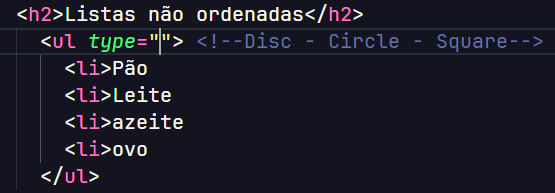 <h2>Listas não ordenadas</h2>
<ul type=""> <!--Disc - Circle - Square-->
<li>Pão
<li>Leite
<li>azeite
<li>ovo
</ul>